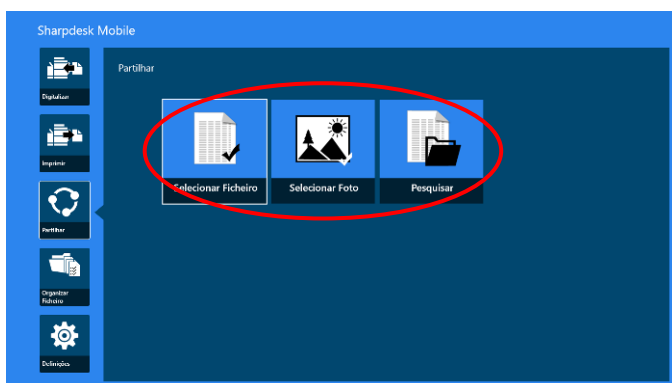 Sharpdesk Mobile
Digitalizar
Imprimir
Partilhar
Organizar
Ficheiro
Definições
Partilhar
Selecionar Ficheiro
Selecionar Foto
Pesquisar